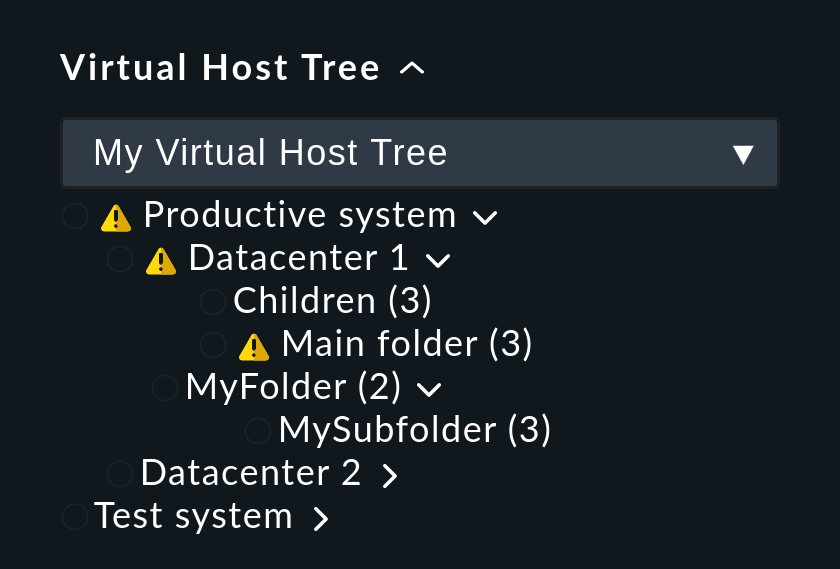 Virtual Host Tree
My Virtual Host Tree
Productive system
Datacenter 1
Children (3)
Main folder (3)
MyFolder (2)
MySubfolder (3)
Datacenter 2
Test system